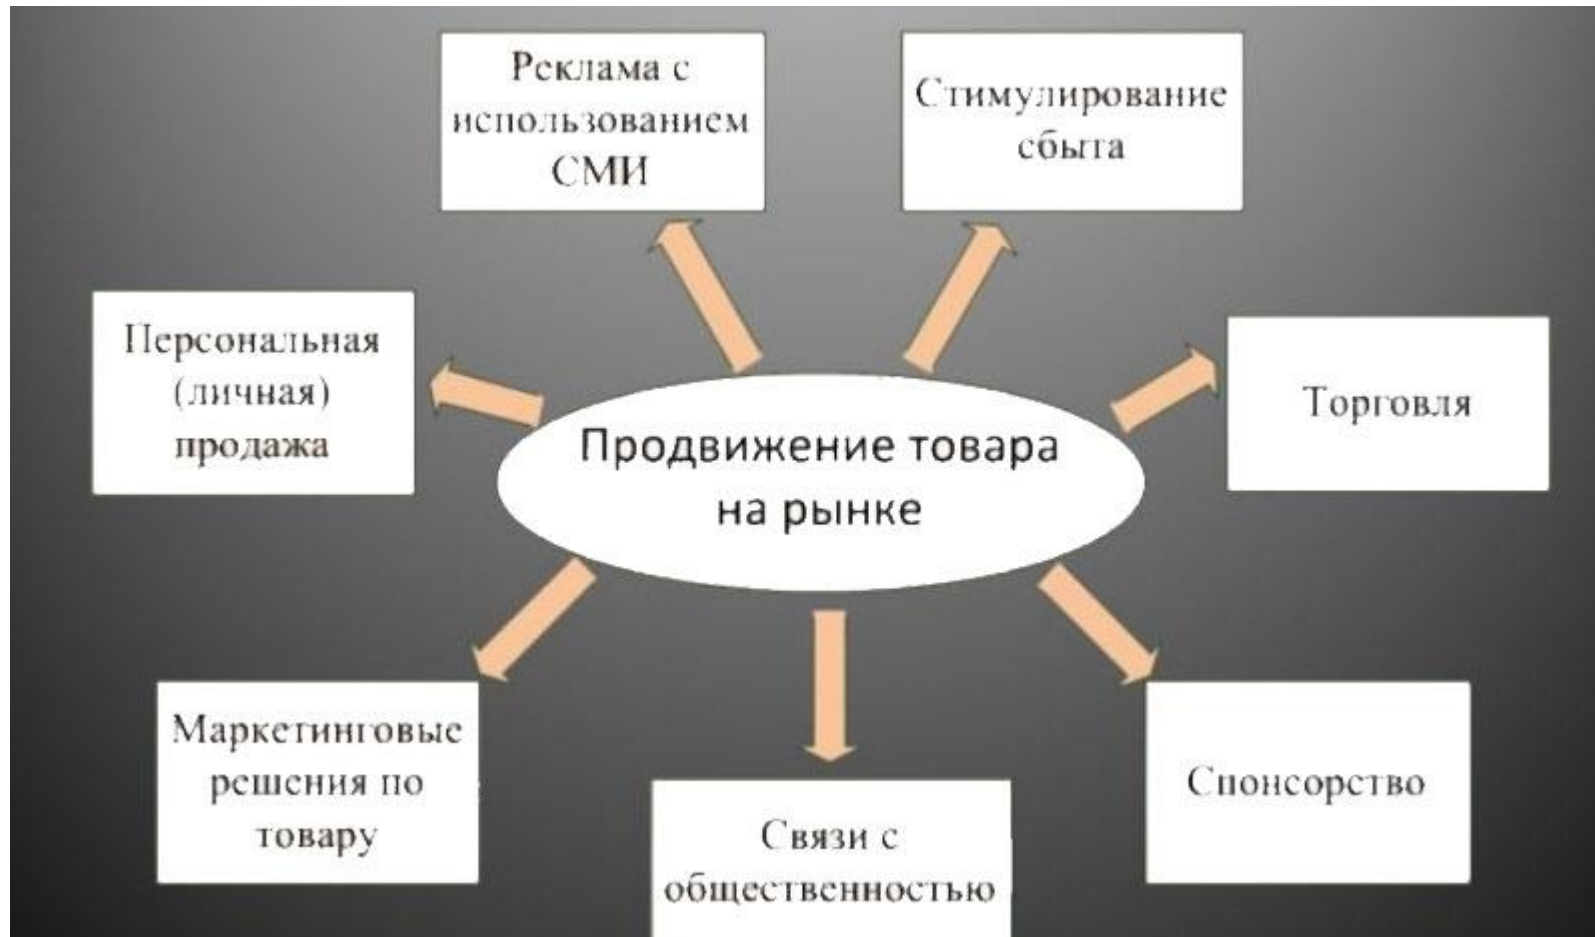 Реклама с
использованием
СМИ
Стимулирование
сбыта
Персональная
(личная)
продажа
Торговля
Продвижение товара
на рынке
Маркетинговые
решения по
товару
Спонсорство
Связи с
общественностью